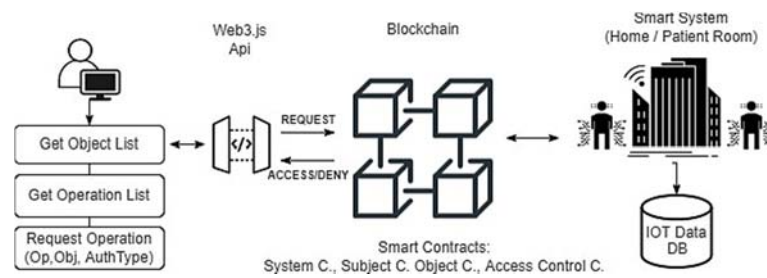 Web3.js
Api
Blockchain
Smart System
(Home / Patient Room)
Get Object List
Get Operation List
Request Operation
(Op,Obj, AuthType)
</>
REQUEST
ACCESS/DENY
IOT Data
DB
Smart Contracts:
System C., Subject C. Object C., Access Control C.